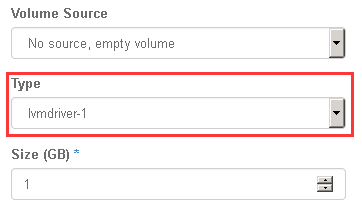 Volume Source
No source, empty volume
Type
lvmdriver-1
Size (GB) *
1